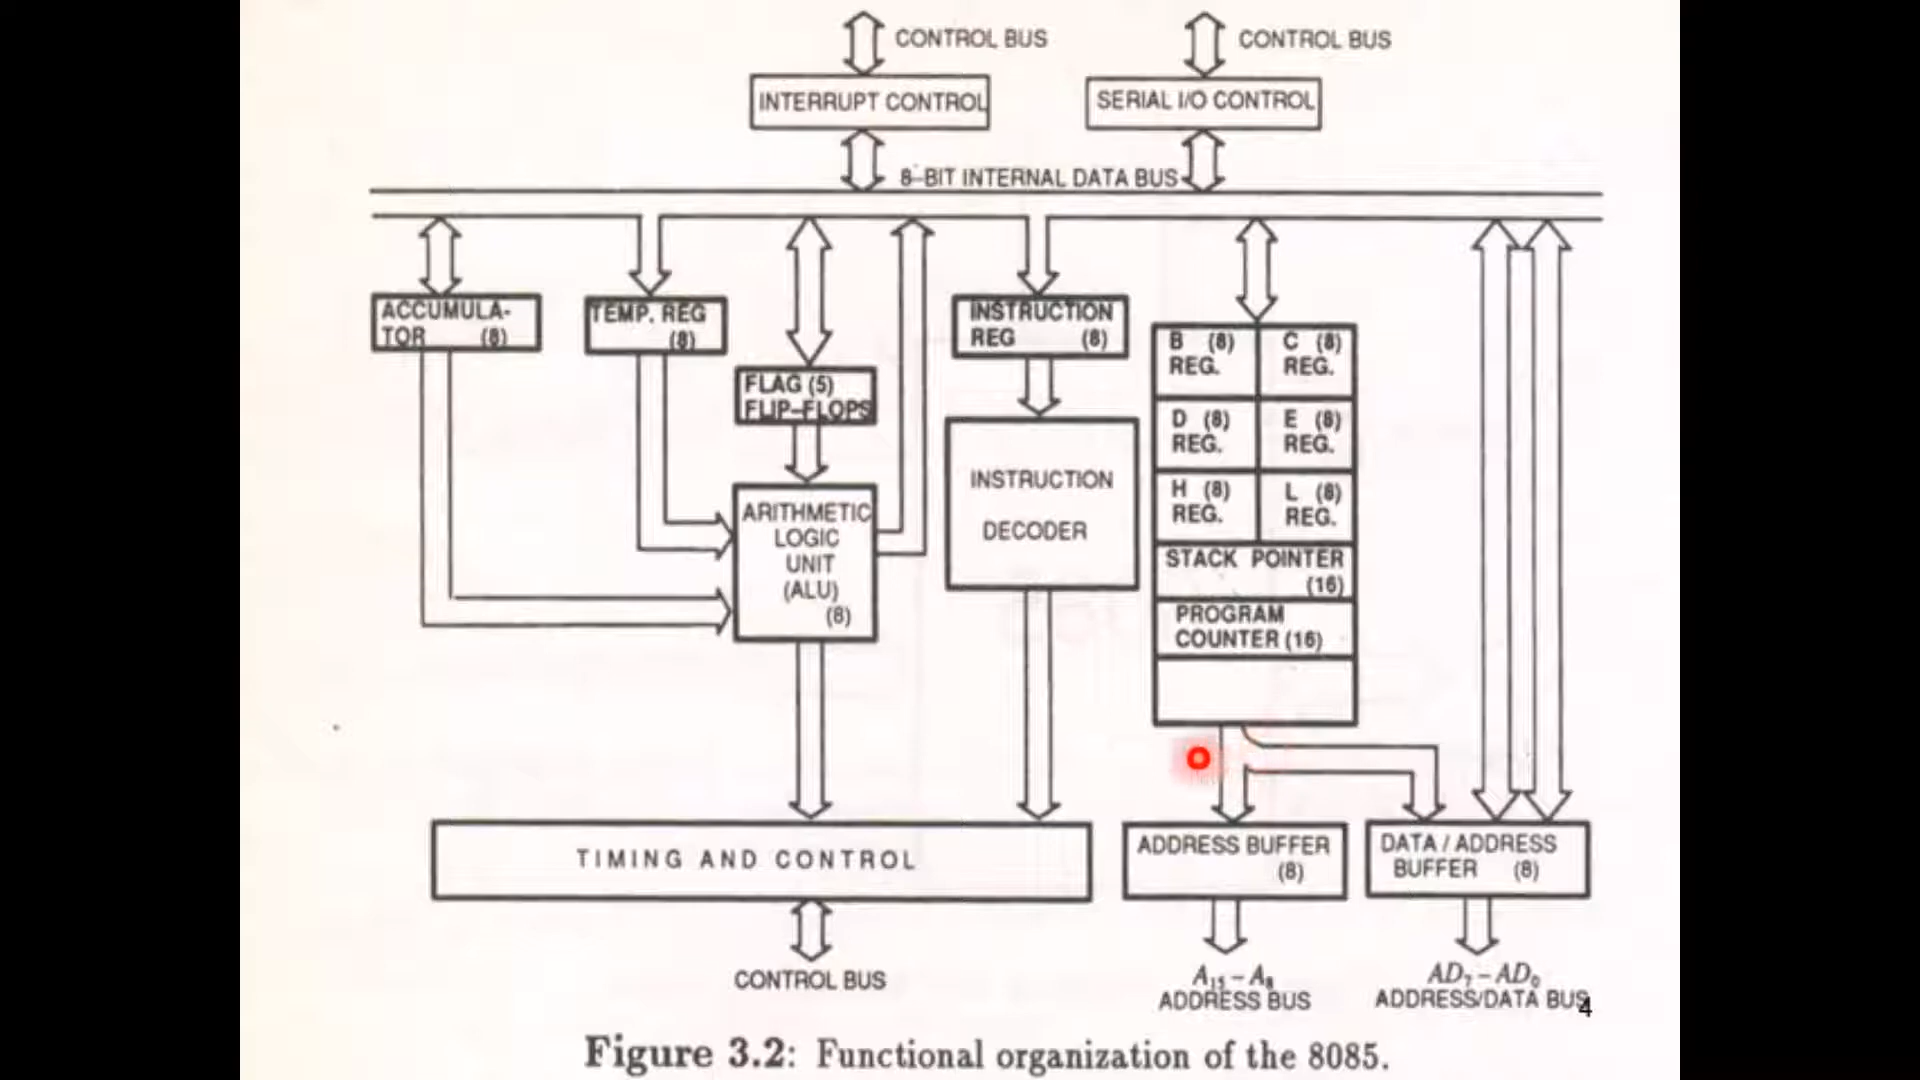 CONTROL BUS
CONTROL BUS
INTERRUPT CONTROL
SERIAL I/O CONTROL
8-BIT INTERNAL DATA BUS
ACCUMULA-
TOR (8)
TEMP. REG
(8)
FLAG (5)
FLIP-FLOPS
ARITHMETIC
LOGIC
UNIT
(ALU)
(8)
INSTRUCTION
REG (8)
INSTRUCTION
DECODER
B (8)
REG.
C (8)
REG.
D (8)
REG.
E (8)
REG.
H (8)
REG.
L (8)
REG.
STACK POINTER
(16)
PROGRAM
COUNTER (16)
TIMING AND CONTROL
ADDRESS BUFFER
(8)
DATA / ADDRESS
BUFFER (8)
CONTROL BUS
A15 – A8
ADDRESS BUS
AD7 – AD0
ADDRESS/DATA BUS
4
Figure 3.2: Functional organization of the 8085.